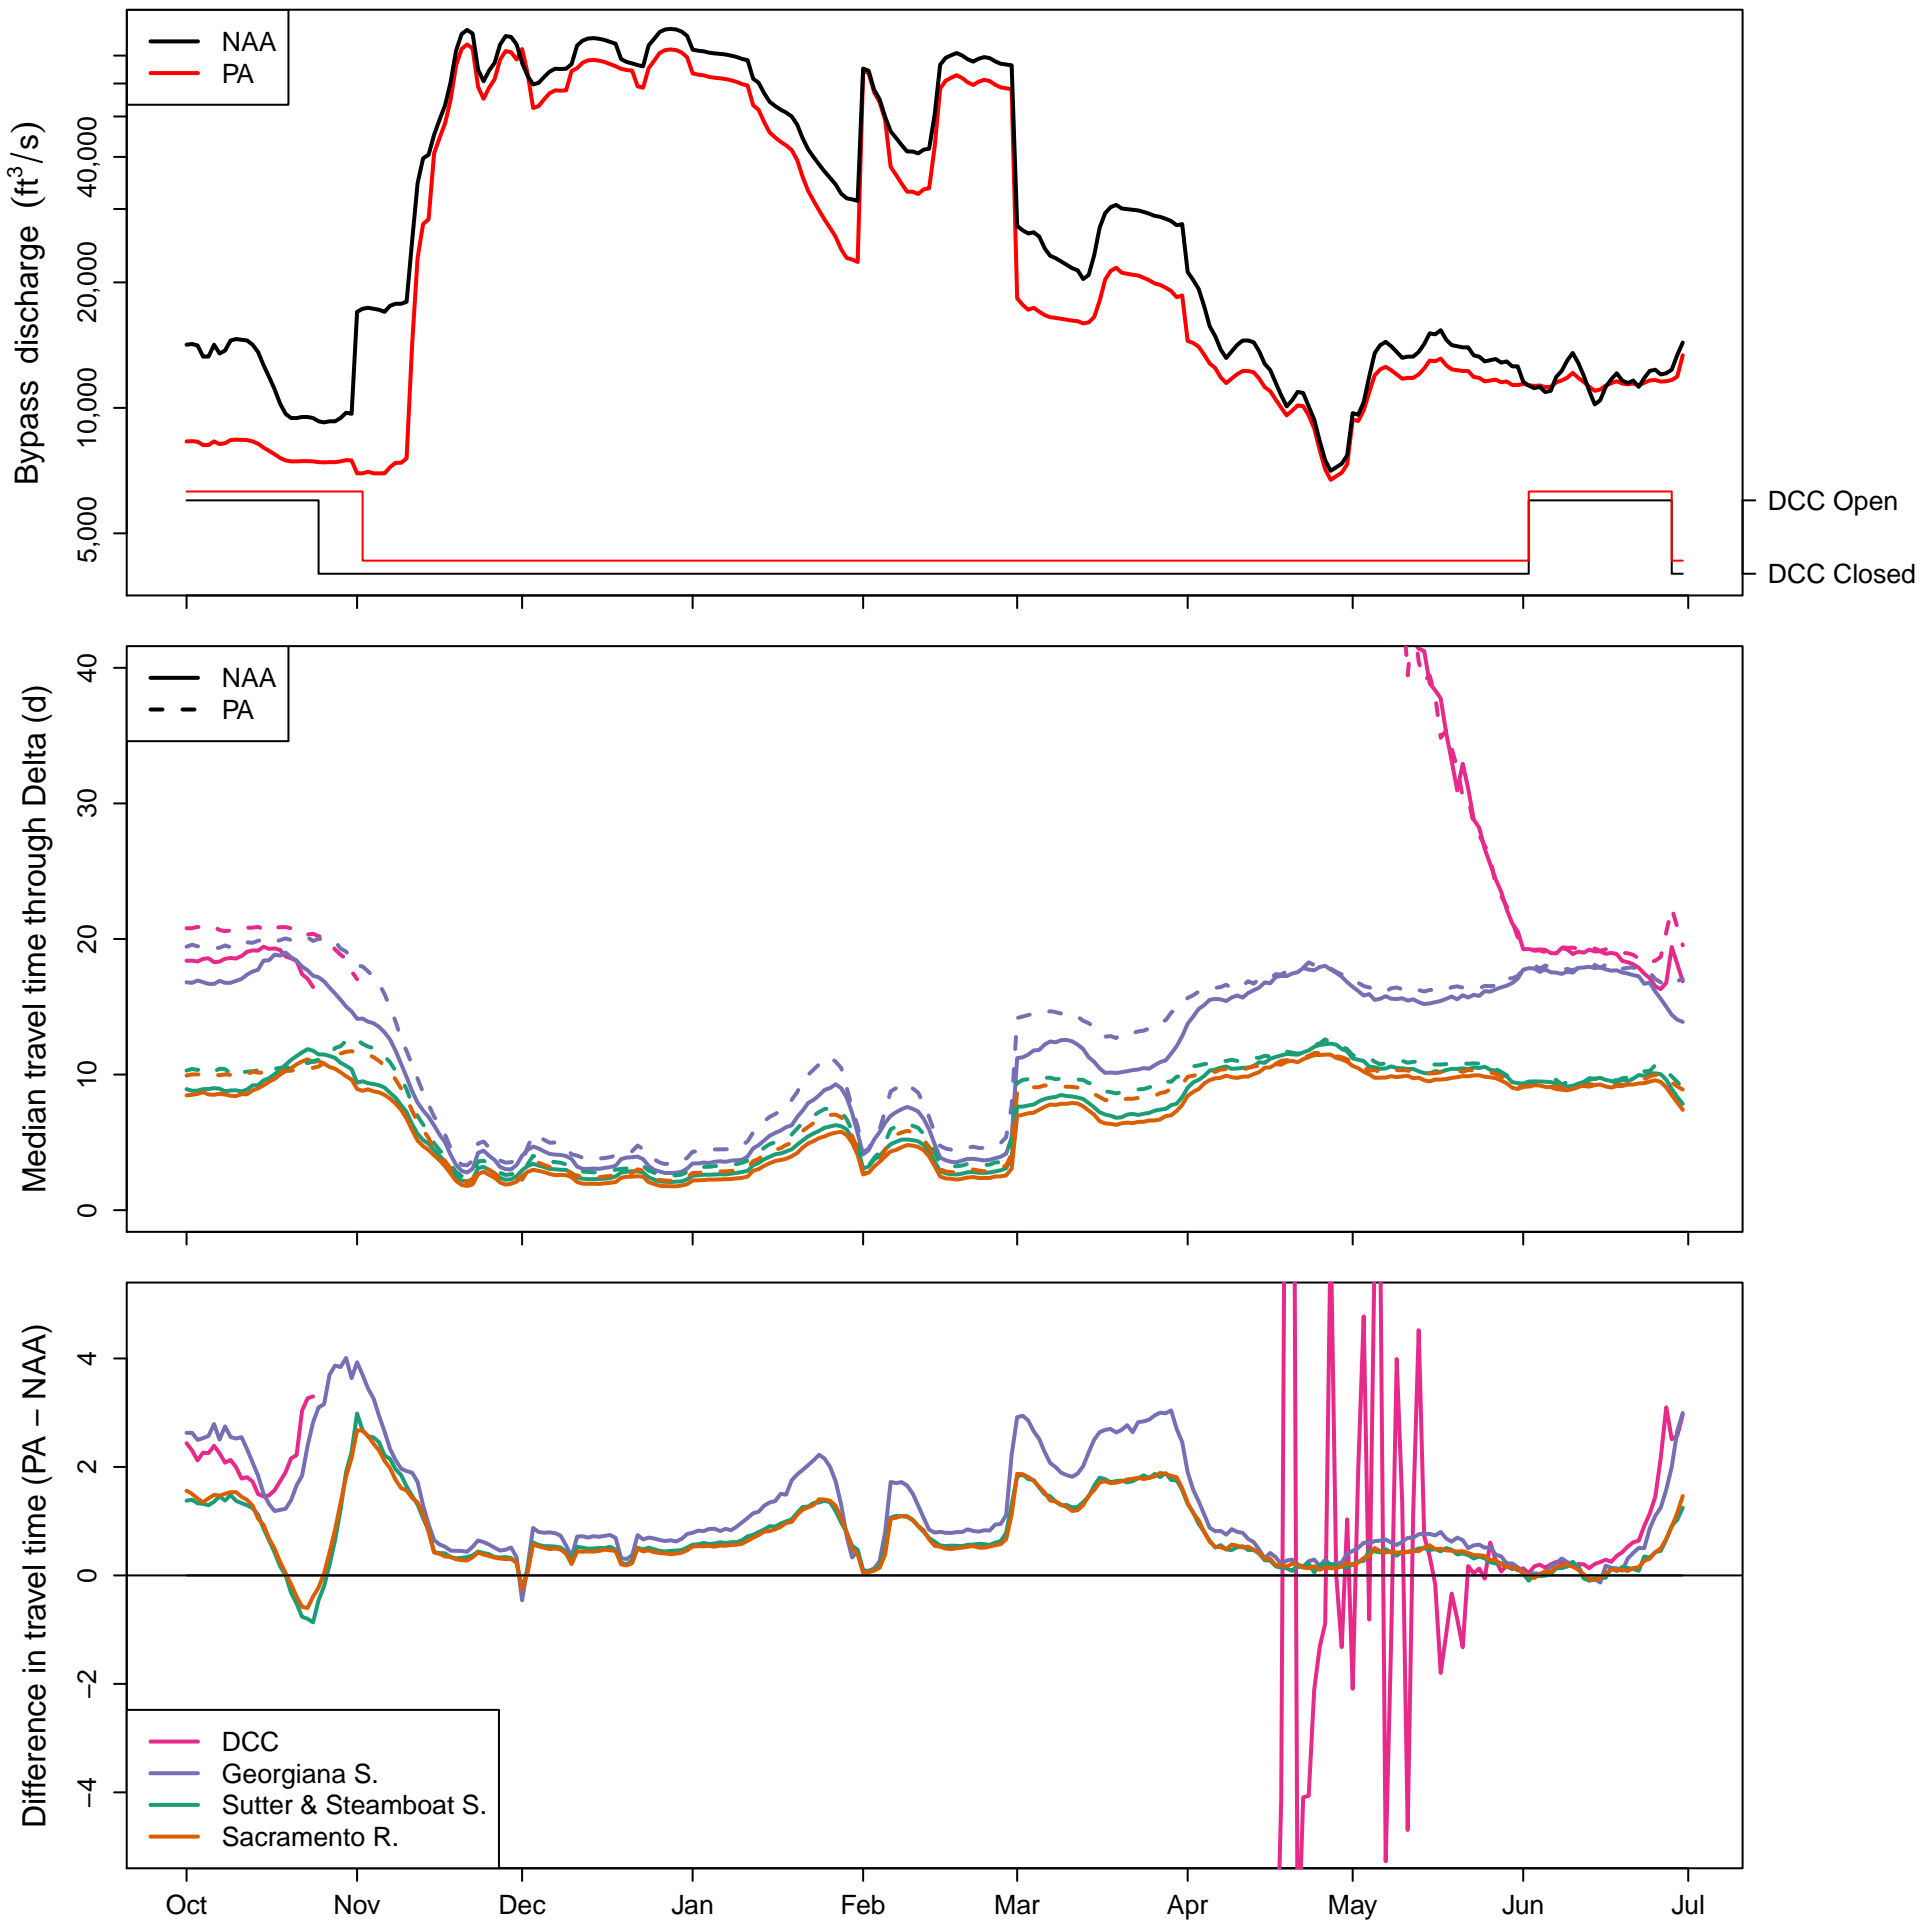 NAA
PA
Bypass discharge (ft³/s)
40,000
20,000
10,000
5,000
DCC Open
DCC Closed
NAA
PA
Median travel time through Delta (d)
40
30
20
10
0
Difference in travel time (PA − NAA)
4
2
0
−2
−4
DCC
Georgiana S.
Sutter & Steamboat S.
Sacramento R.
Oct Nov Dec Jan Feb Mar Apr May Jun Jul